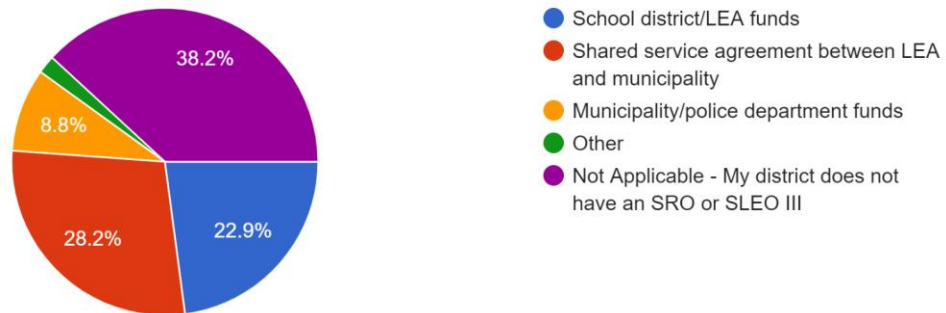 38.2%
8.8%
28.2%
22.9%
School district/LEA funds
Shared service agreement between LEA
and municipality
Municipality/police department funds
Other
Not Applicable - My district does not
have an SRO or SLEO III